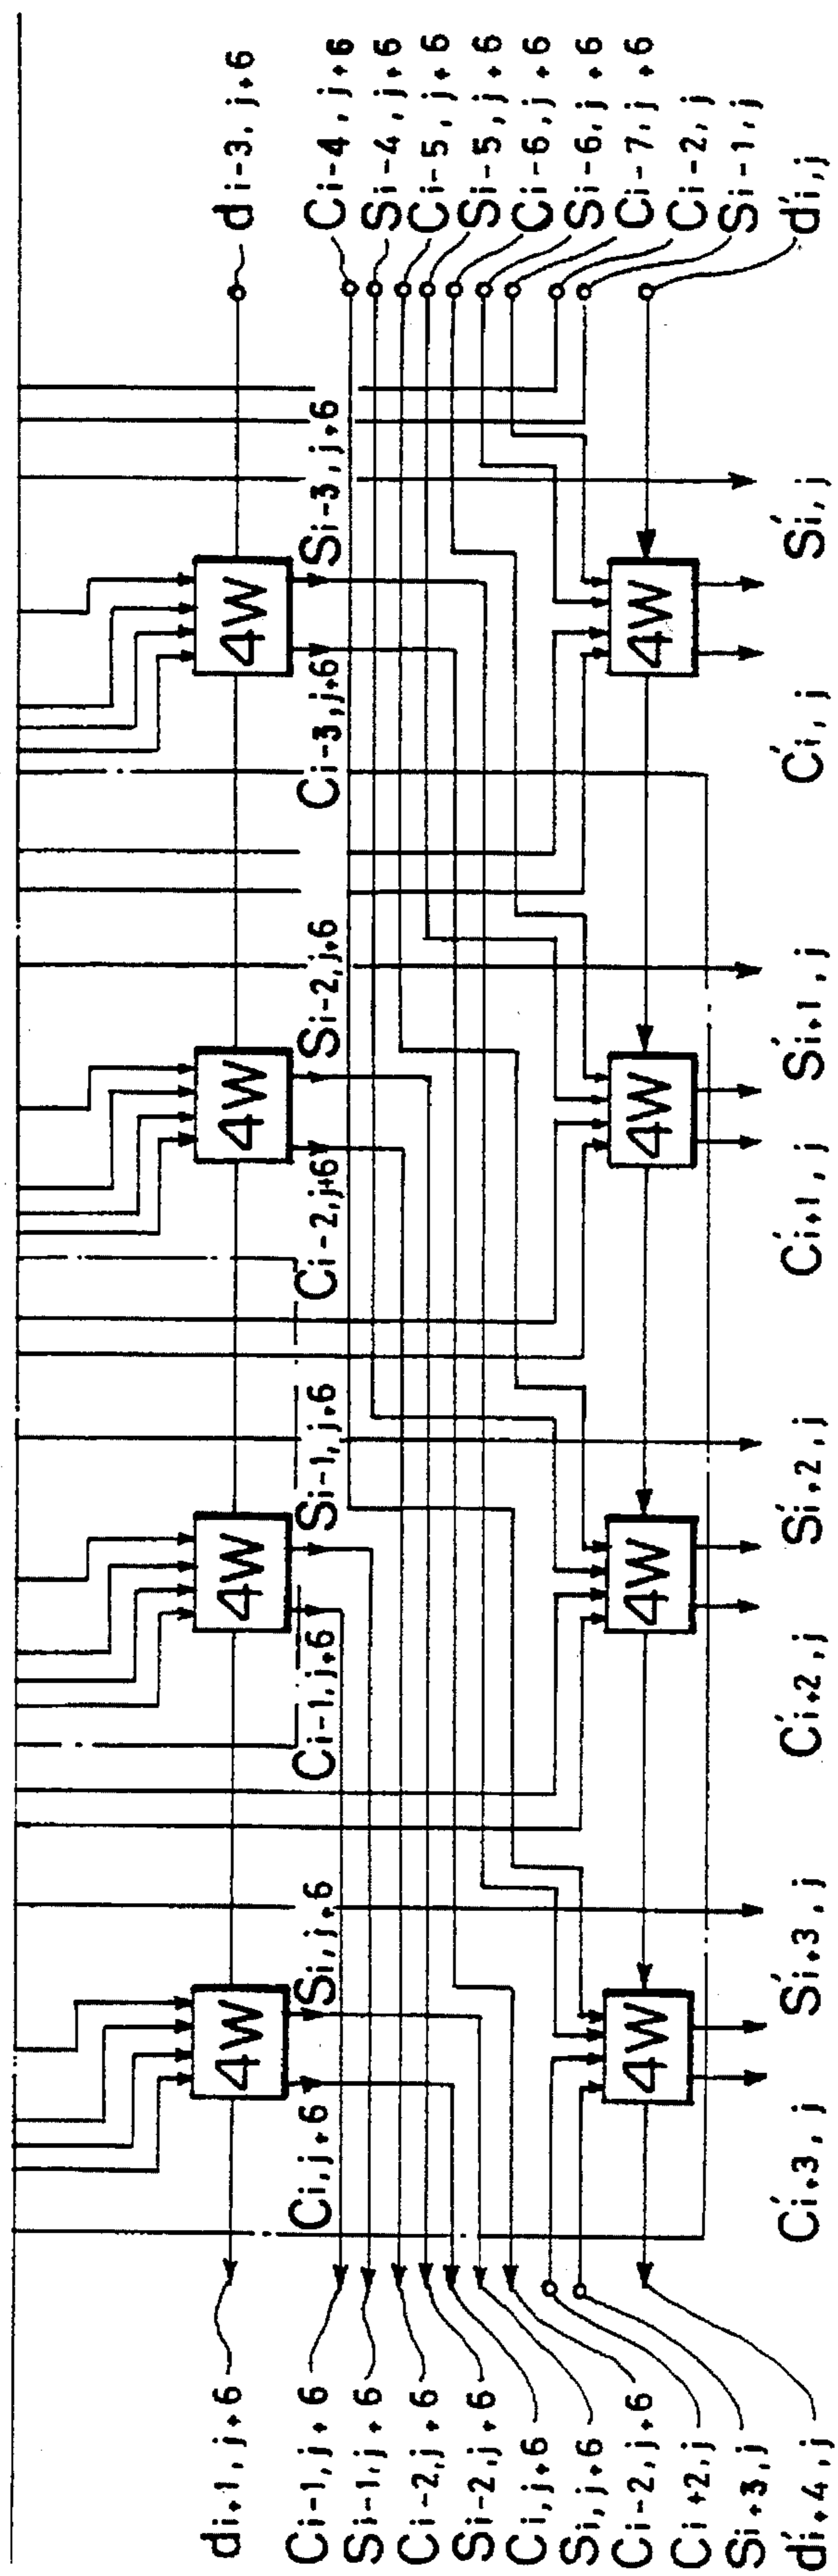 di+1, j+6
4W
4W
4W
4W
di-3, j+6
Ci, j+6
Si, j+6
Ci-1, j+6
Si-1, j+6
Ci-2, j+6
Si-2, j+6
Ci-3, j+6
Si-3, j+6
Ci-1, j+6
Si-1, j+6
Ci-2, j+6
Si-2, j+6
Ci, j+6
Si, j+6
Ci-2, j+6
Ci+2, j
Si+3, j
d'i+4, j
Ci-4, j+6
Si-4, j+6
Ci-5, j+6
Si-5, j+6
Ci-6, j+6
Si-6, j+6
Ci-7, j+6
Ci-2, j
Si-1, j
d'i, j
4W
4W
4W
4W
C'i+3, j
S'i+3, j
C'i+2, j
S'i+2, j
C'i+1, j
S'i+1, j
C'i, j
S'i, j